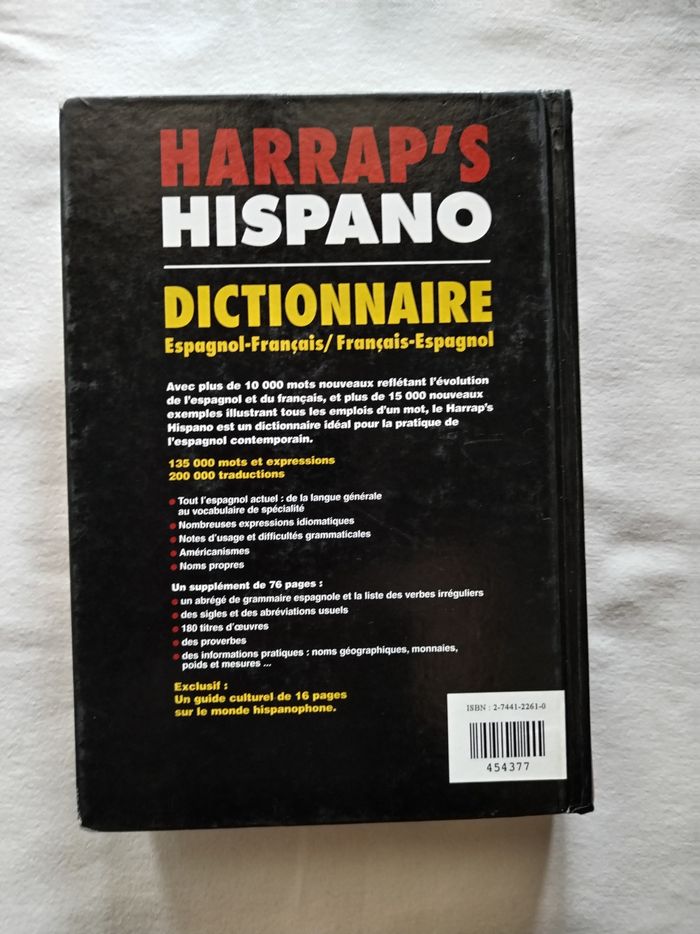 HARRAP'S
HISPANO
DICTIONNAIRE
Espagnol-Français/Français-Espagnol
Avec plus de 10 000 mots nouveaux reflétant l'évolution
de l'espagnol et du français, et plus de 15 000 nouveaux
exemples illustrant tous les emplois d'un mot, le Harrap's
Hispano est un dictionnaire idéal pour la pratique de
l'espagnol contemporain.
135 000 mots et expressions
200 000 traductions
• Tout l'espagnol actuel : de la langue générale
au vocabulaire de spécialité
• Nombreuses expressions idiomatiques
• Notes d'usage et difficultés grammaticales
• Américanismes
• Noms propres
Un supplément de 76 pages :
• un abrégé de grammaire espagnole et la liste des verbes irréguliers
• des sigles et des abréviations usuels
• 180 titres d'œuvres
• des proverbes
• des informations pratiques : noms géographiques, monnaies,
poids et mesures ...
Exclusif :
Un guide culturel de 16 pages
sur le monde hispanophone.
ISBN : 2-7441-2261-0
454377